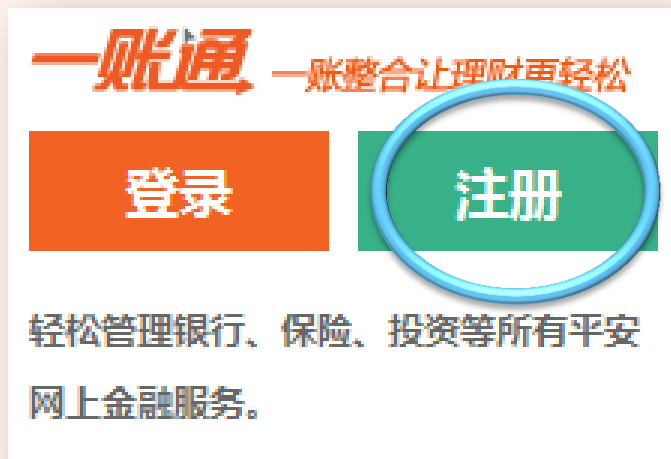 一账通 一账整合让理财更轻松
登录 注册
轻松管理银行、保险、投资等所有平安
网上金融服务。